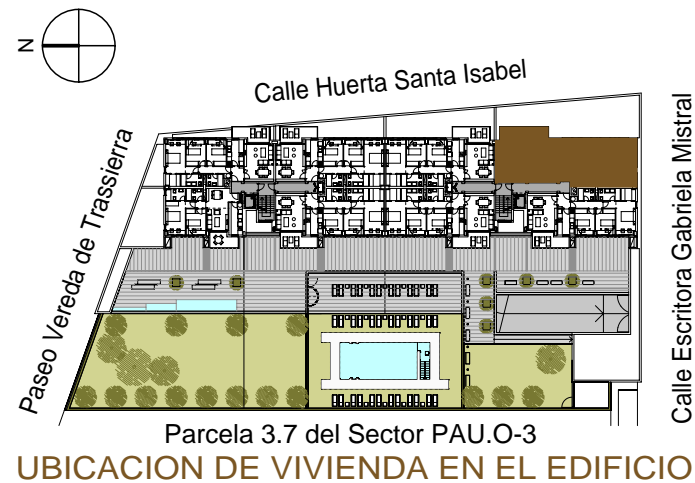 N
Calle Huerta Santa Isabel
Paseo Vereda de Trassierra
Calle Escritora Gabriela Mistral
Parcela 3.7 del Sector PAU.O-3
UBICACION DE VIVIENDA EN EL EDIFICIO